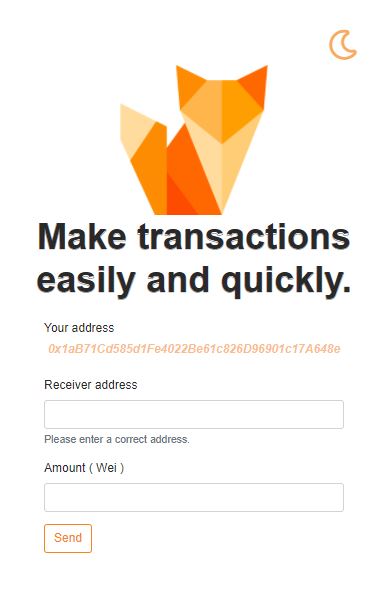 Make transactions
easily and quickly.
Your address
0x1aB71Cd585d1Fe4022Be61c826D96901c17A648e
Receiver address
Please enter a correct address.
Amount ( Wei )
Send